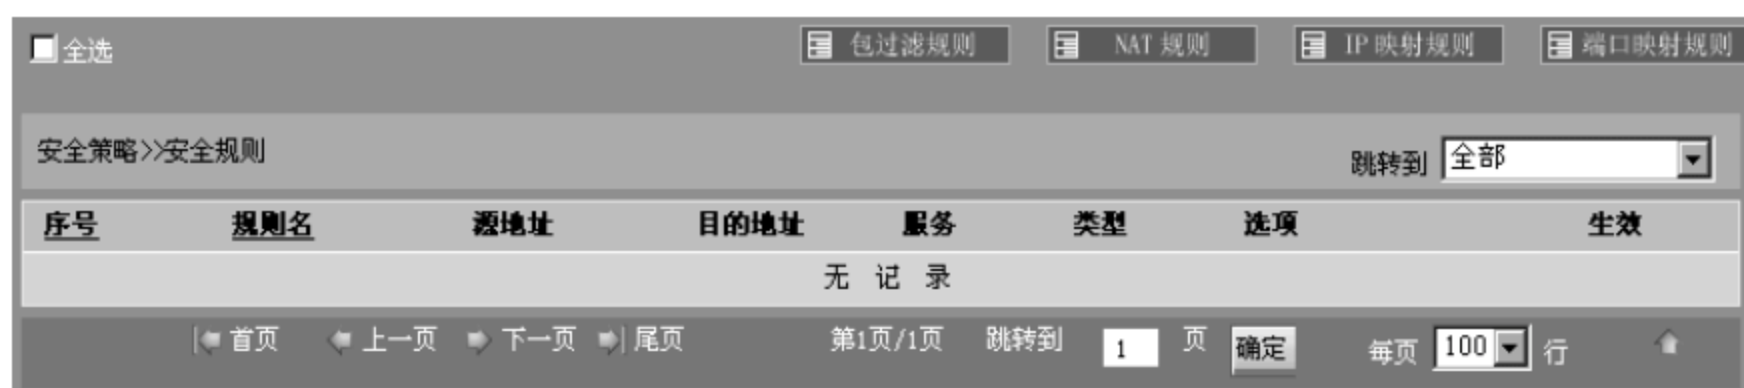 全选 包过滤规则 NAT 规则 IP 映射规则 端口映射规则
安全策略>>安全规则 跳转到 全部
序号 规则名 源地址 目的地址 服务 类型 选项 生效
无 记 录
首页 上一页 下一页 尾页 第1页/1页 跳转到 1 页 确定 每页 100 行